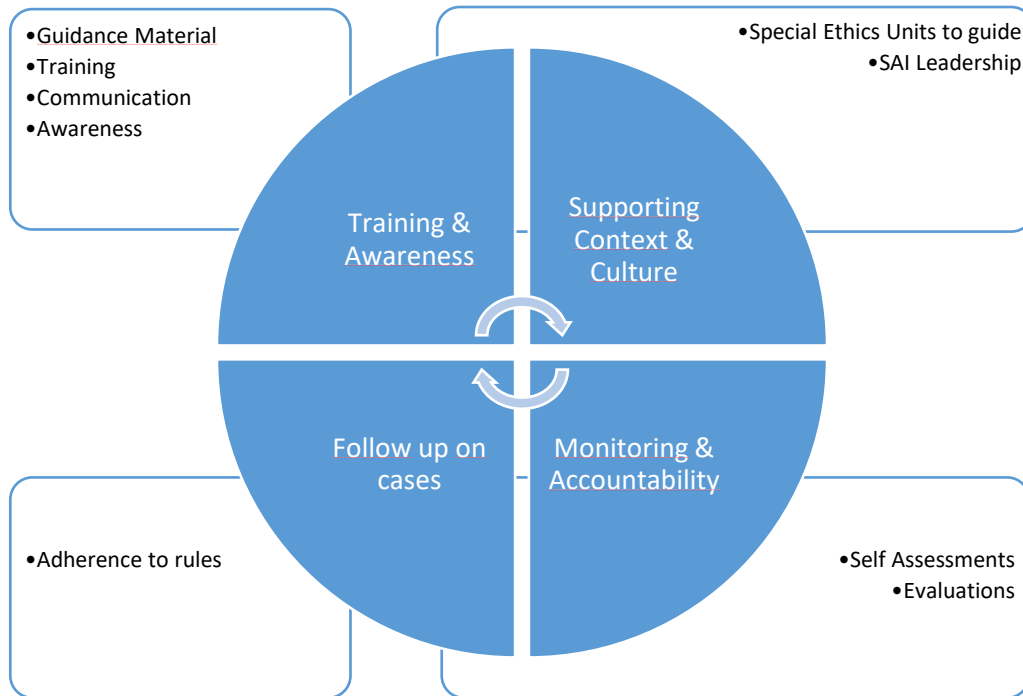 •Guidance Material
•Training
•Communication
•Awareness
•Special Ethics Units to guide
•SAI Leadership
Training &
Awareness
Supporting
Context &
Culture
Follow up on
cases
Monitoring &
Accountability
•Adherence to rules
•Self Assessments
•Evaluations